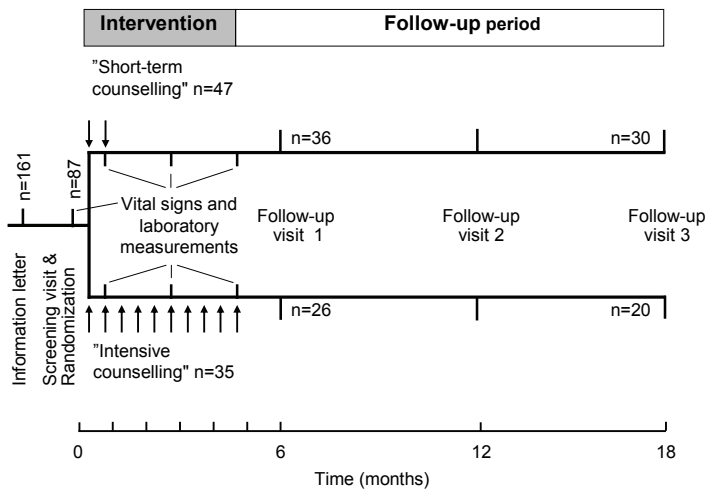 Intervention
Follow-up period
”Short-term
counselling" n=47
n=36
n=30
n=161
n=87
Vital signs and
laboratory
measurements
Follow-up
visit 1
Follow-up
visit 2
Follow-up
visit 3
Information letter
Screening visit &
Randomization
n=26
n=20
”Intensive
counselling" n=35
0
6
12
18
Time (months)